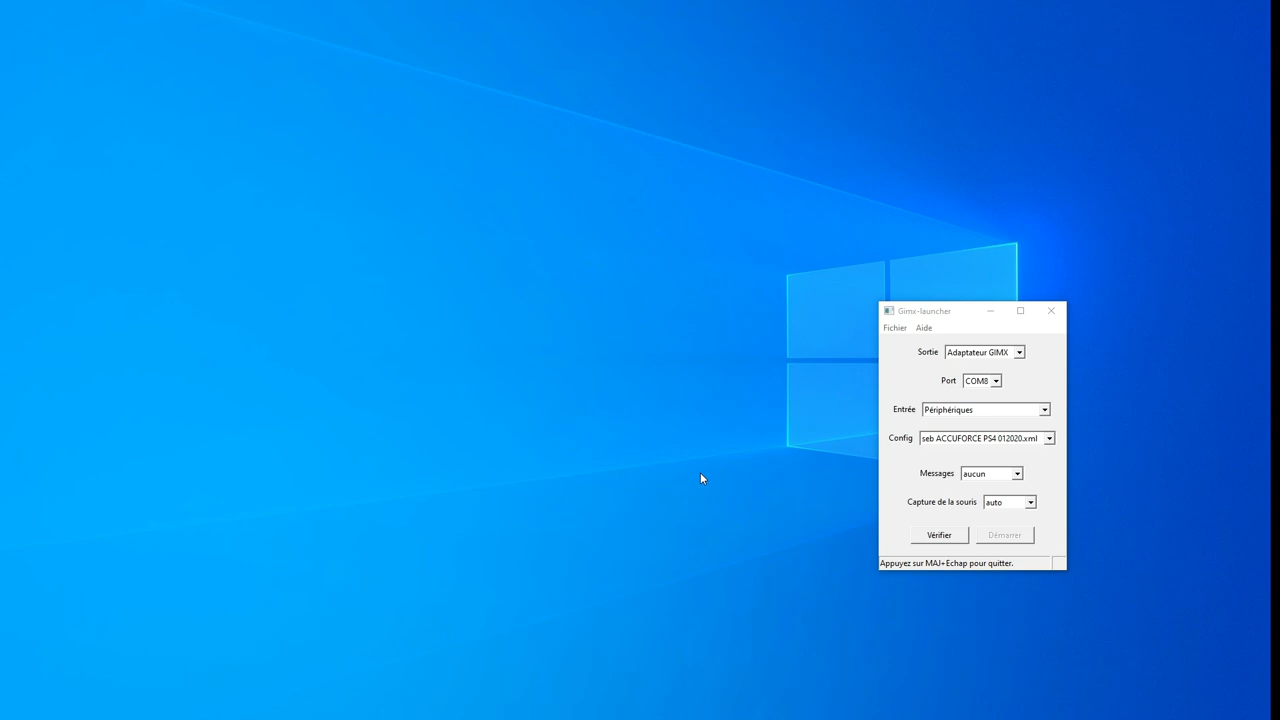 Gimx-launcher
Fichier Aide
Sortie Adaptateur GIMX
Port COM8
Entrée Périphériques
Config seb ACCUFORCE PS4 012020.xml
Messages aucun
Capture de la souris auto
Vérifier Démarrer
Appuyez sur MAJ+Echap pour quitter.